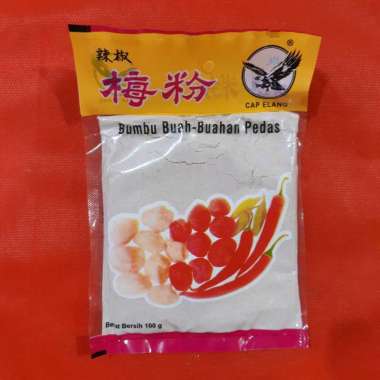 辣椒
梅粉
®
CAP ELANG
Bumbu Buah-Buahan Pedas
Berat Bersih 100 g